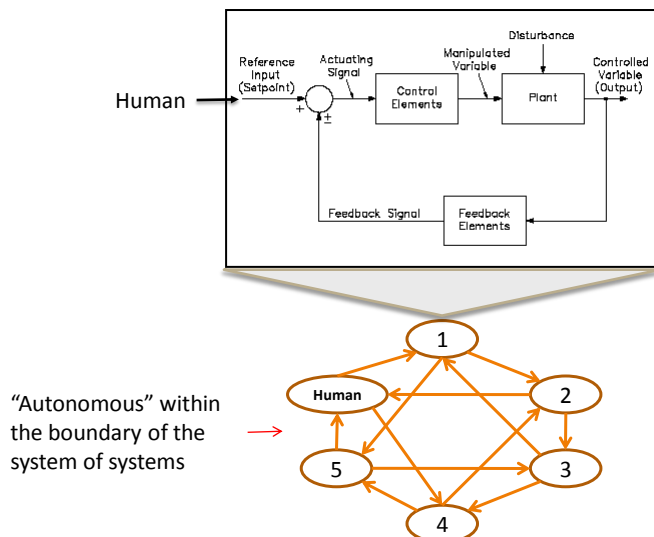 Disturbance
Reference
Input
(Setpoint)
Actuating
Signal
Manipulated
Variable
Controlled
Variable
(Output)
Human
+
±
Control
Elements
Plant
Feedback Signal
Feedback
Elements
1
Human
2
"Autonomous" within
the boundary of the
system of systems
5
3
4